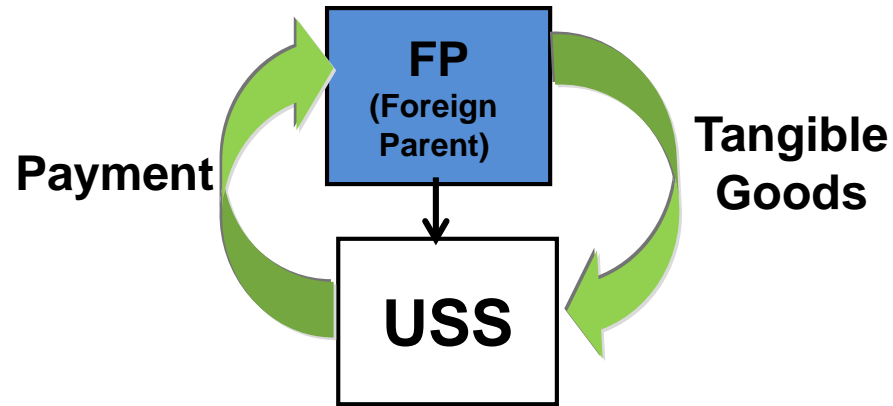 FP
(Foreign
Parent)
Payment
Tangible
Goods
USS